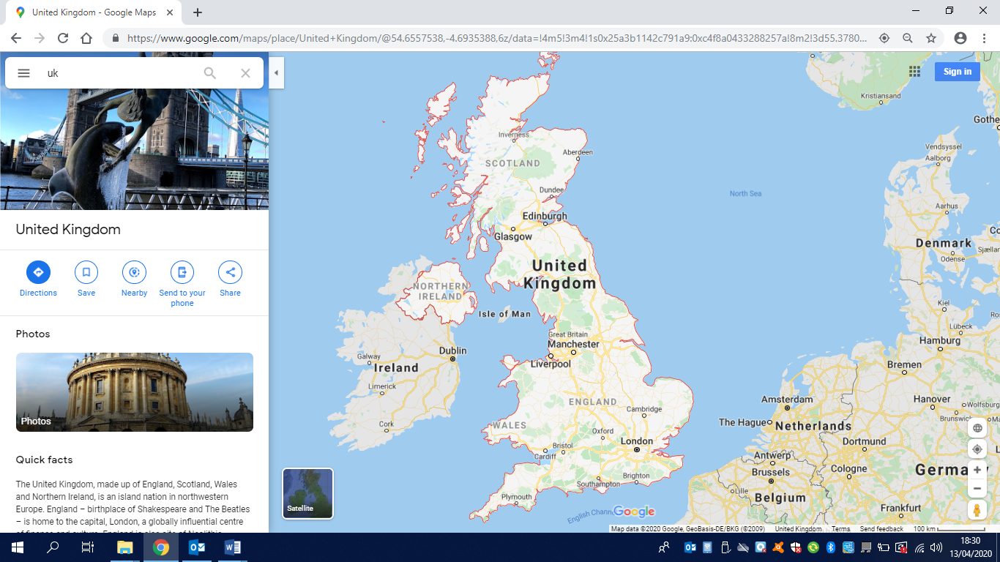 United Kingdom - Google Maps
https://www.google.com/maps/place/United+Kingdom/@54.6557538,-4.6935388,6z/data=!4m5!3m4!1s0x25a3b1142c791a9:0xc4f8a0433288257a!8m2!3d55.3780...
uk
United Kingdom
Directions
Save
Nearby
Send to your
phone
Share
Photos
Photos
Quick facts
The United Kingdom, made up of England, Scotland, Wales
and Northern Ireland, is an island nation in northwestern
Europe. England – birthplace of Shakespeare and The Beatles
– is home to the capital, London, a globally influential centre
Sign in
Kristiansand
Gothe
Inverness
Vendsyssel
Aalborg
Aberdeen
SCOTLAND
North Sea
Dundee
Aarhus
Edinburgh
Glasgow
Co
Denmark
Sjælland
Odense
United
Kingdom
NORTHERN
IRELAND
Kiel
Isle of Man
Ros
Lübeck
Great Britain
Hamburg
Manchester
Dublin
Galway
Liverpool
Bremen
Ireland
Limerick
ENGLAND
Amsterdam
Hanover
Wolfsburg
Cambridge
Brunswick
Ma
Cork
WALES
The Hague
Netherlands
Oxford
London
Dortmund
L
Bristol
Cardiff
Antwerp
Cologne
Germa
Brussels
Brighton
Southampton
Lille
Belgium
Plymouth
Frankfurt
Satellite
English Chann
Google
Map data ©2020 Google, GeoBasis-DE/BKG (©2009)
United Kingdom
Terms
Send feedback
100 km
18:30
13/04/2020